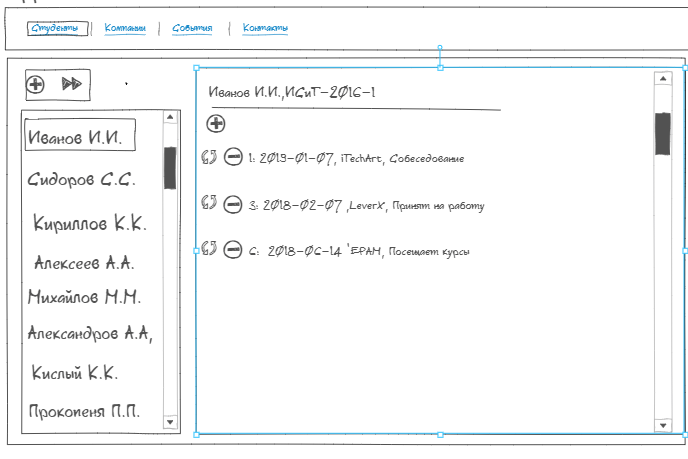 Студенты | Компании | События | Контакты
Иванов И.И.
Сидоров С.С.
Кириллов К.К.
Алексеев А.А.
Михайлов М.М.
Александров А.А,
Кислый К.К.
Прокопеня П.П.
Иванов И.И.,ИСиТ-2016-1
1: 2019-01-07, iTechArt, Собеседование
3: 2018-02-07 ,LeverX, Принят на работу
6: 2018-06-14 'EPAM, Посещает курсы